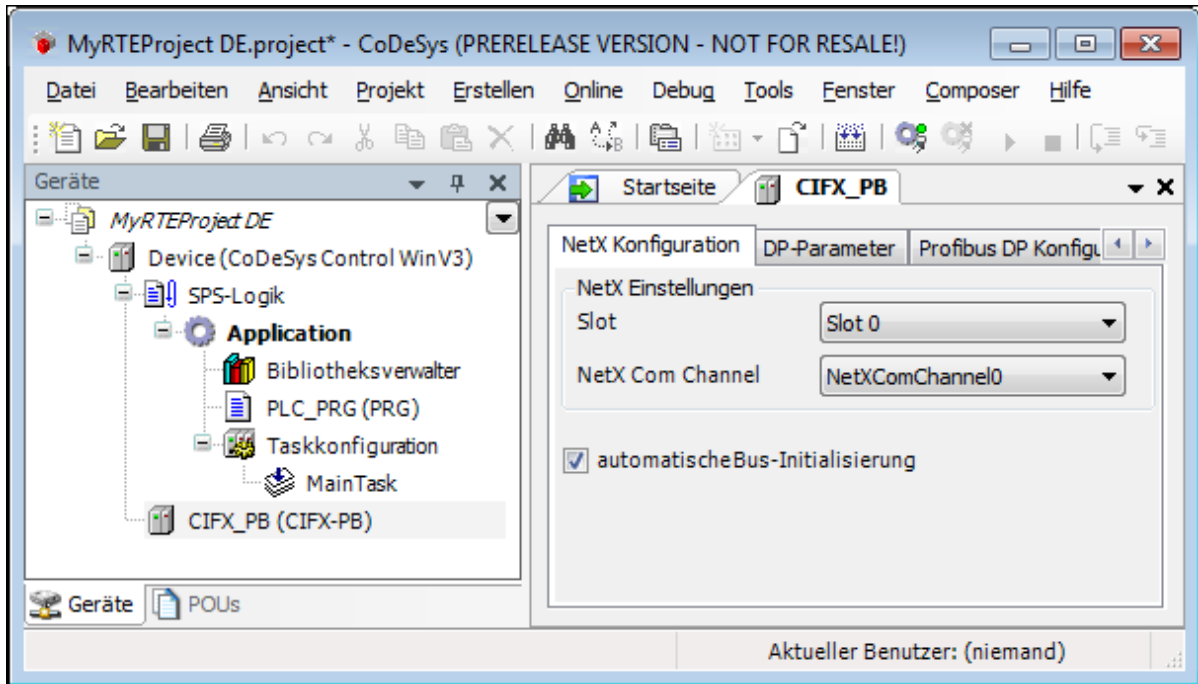 MyRTEProject DE.project* - CoDeSys (PRERELEASE VERSION - NOT FOR RESALE!)
Datei Bearbeiten Ansicht Projekt Erstellen Online Debug Tools Fenster Composer Hilfe
Geräte
MyRTEProject DE
Device (CoDeSys Control Win V3)
SPS-Logik
Application
Bibliotheksverwalter
PLC_PRG (PRG)
Taskkonfiguration
MainTask
CIFX_PB (CIFX-PB)
Geräte POUs
Startseite CIFX_PB
NetX Konfiguration DP-Parameter Profibus DP Konfigu
NetX Einstellungen
Slot Slot 0
NetX Com Channel NetXComChannel0
automatische Bus-Initialisierung
Aktueller Benutzer: (niemand)